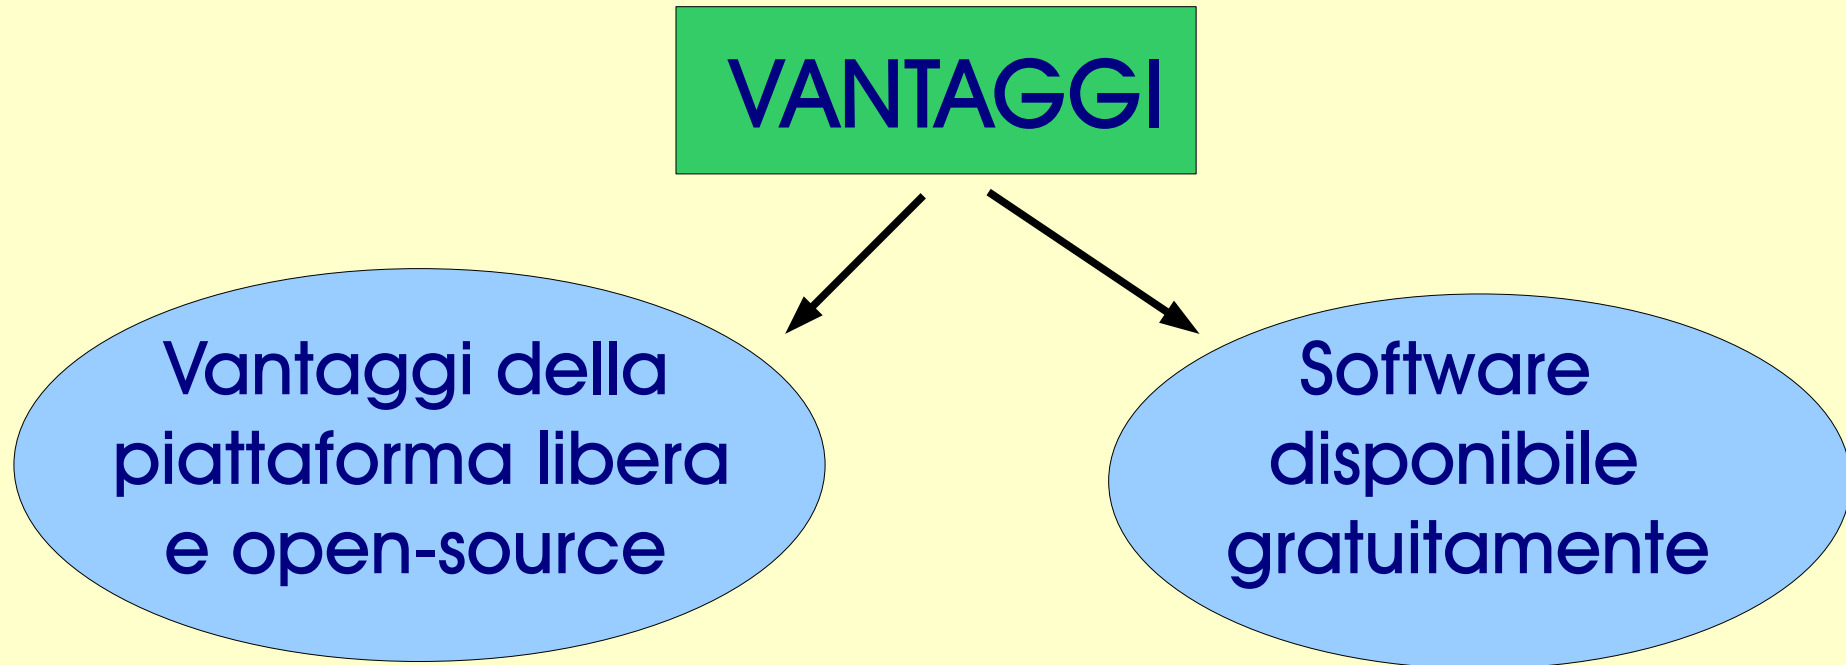 VANTAGGI
Vantaggi della
piattaforma libera
e open-source
Software
disponibile
gratuitamente